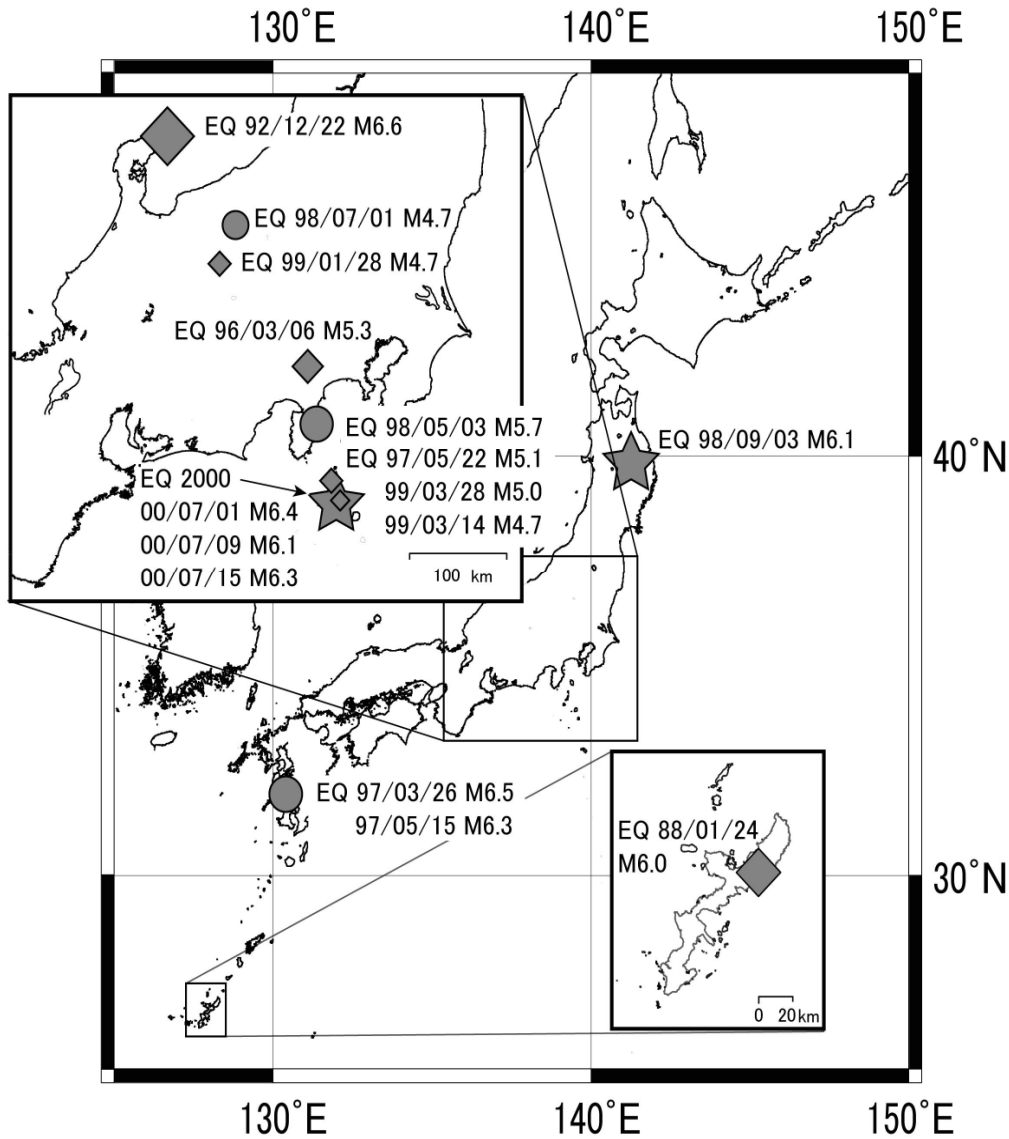 130°E
140°E
150°E
EQ 92/12/22 M6.6
EQ 98/07/01 M4.7
EQ 99/01/28 M4.7
EQ 96/03/06 M5.3
EQ 98/05/03 M5.7
EQ 97/05/22 M5.1
99/03/28 M5.0
99/03/14 M4.7
EQ 2000
00/07/01 M6.4
00/07/09 M6.1
00/07/15 M6.3
100 km
EQ 98/09/03 M6.1
40°N
EQ 97/03/26 M6.5
97/05/15 M6.3
EQ 88/01/24
M6.0
0 20km
30°N
130°E
140°E
150°E